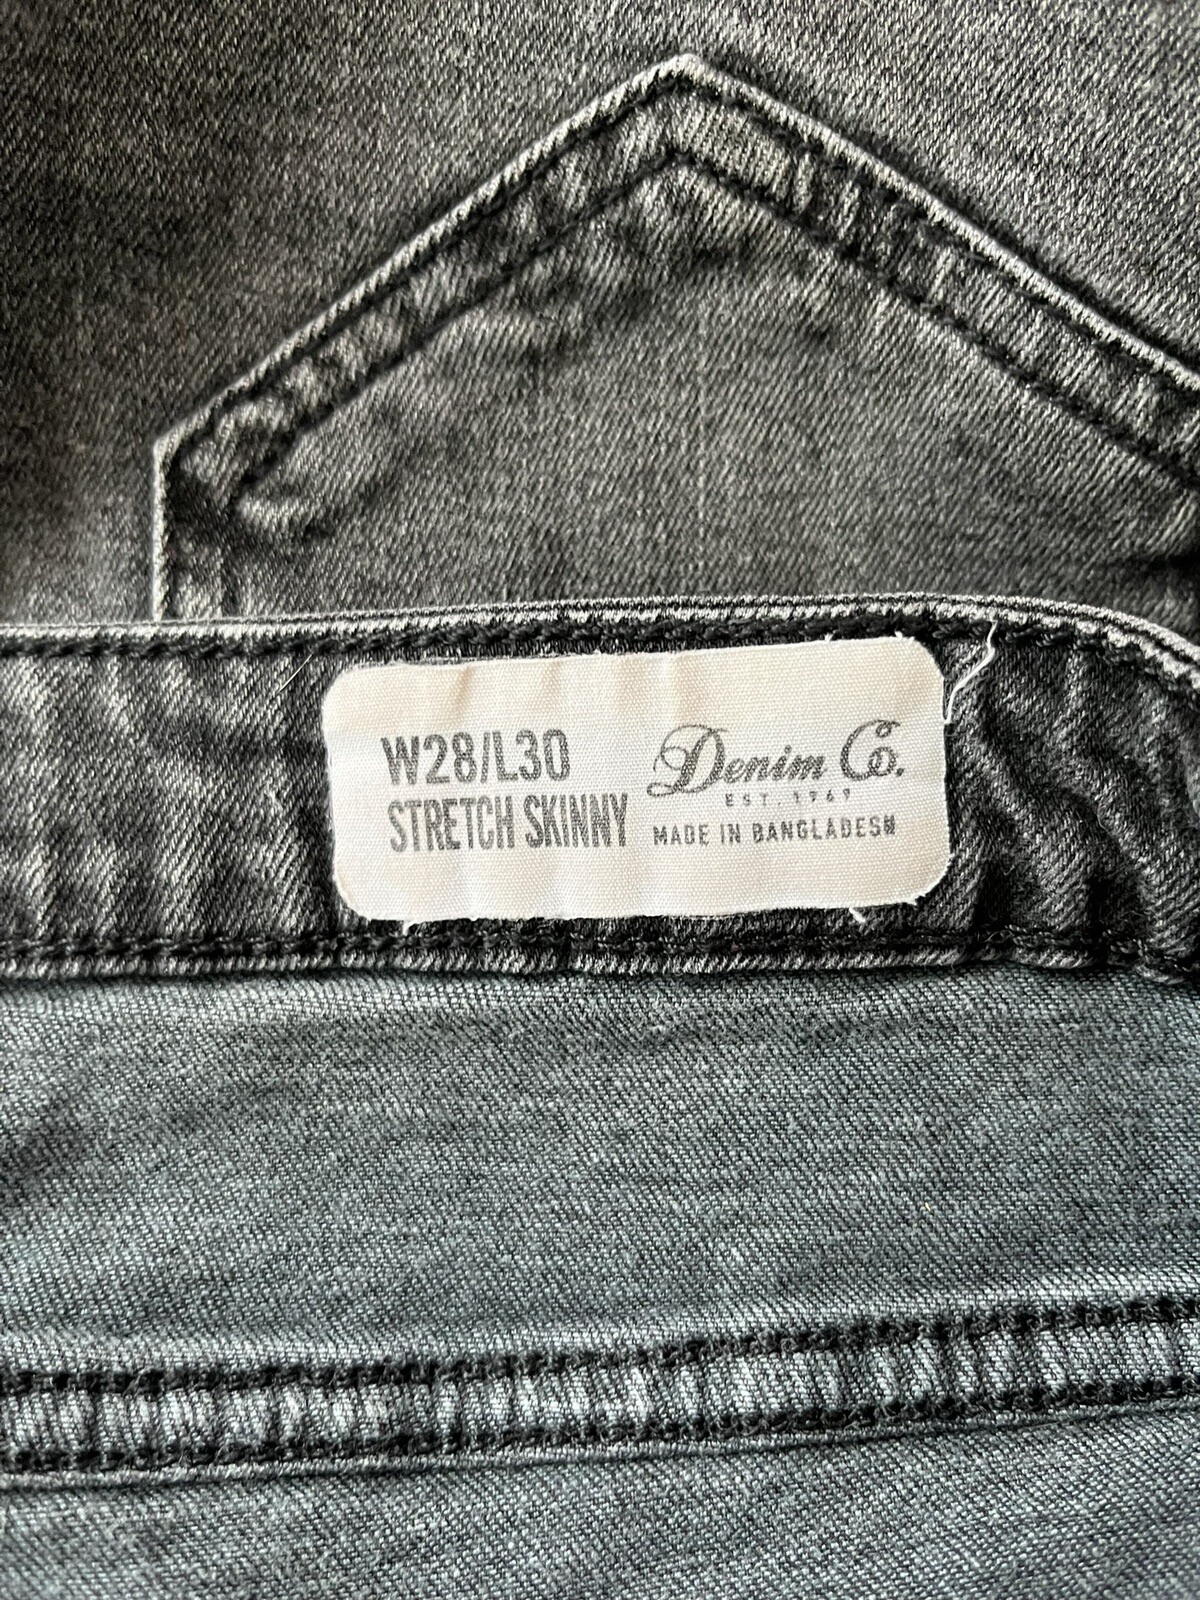 W28/L30
STRETCH SKINNY
Denim Co.
EST. 1969
MADE IN BANGLADESH